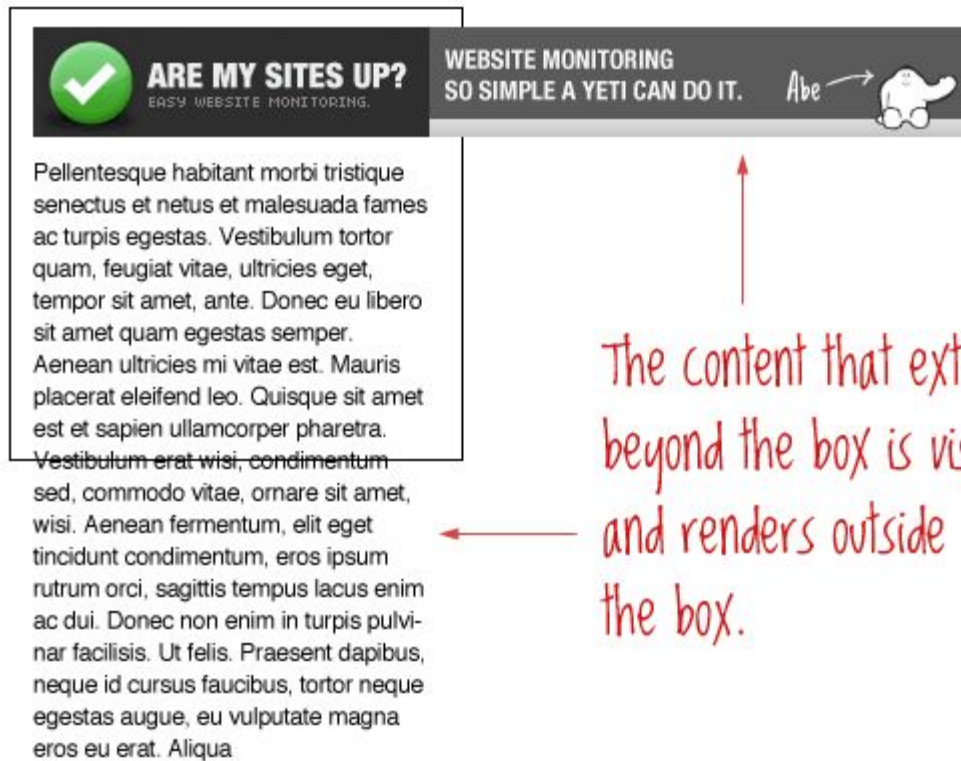 ARE MY SITES UP?
EASY WEBSITE MONITORING.
WEBSITE MONITORING
SO SIMPLE A YETI CAN DO IT.
Abe
Pellentesque habitant morbi tristique
senectus et netus et malesuada fames
ac turpis egestas. Vestibulum tortor
quam, feugiat vitae, ultricies eget,
tempor sit amet, ante. Donec eu libero
sit amet quam egestas semper.
Aenean ultricies mi vitae est. Mauris
placerat eleifend leo. Quisque sit amet
est et sapien ullamcorper pharetra.
Vestibulum erat wisi, condimentum
sed, commodo vitae, ornare sit amet,
wisi. Aenean fermentum, elit eget
tincidunt condimentum, eros ipsum
rutrum orci, sagittis tempus lacus enim
ac dui. Donec non enim in turpis pulvi-
nar facilisis. Ut felis. Praesent dapibus,
neque id cursus faucibus, tortor neque
egestas augue, eu vulputate magna
eros eu erat. Aliqua
The content that ext
beyond the box is vis
and renders outside
the box.